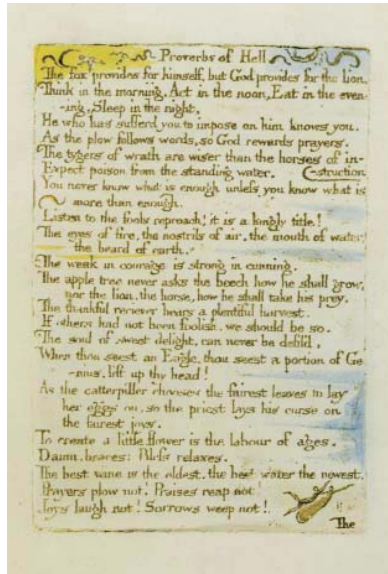 Proverbs of Hell
The fox provides for himself, but God provides for the lion.
Think in the morning, Act in the noon, Eat in the even-
-ing, Sleep in the night,
He who has sufferd you to impose on him knows you.
As the plow follows words, so God rewards prayers.
The tygers of wrath are wiser than the horses of in-
Expect poison from the standing water. -struction
You never know what is enough unless you know what is
more than enough.
Listen to the fools reproach! it is a kingly title!
The eyes of fire, the nostrils of air, the mouth of water,
the beard of earth.
The weak in courage is strong in cunning.
The apple tree never asks the beech how he shall grow,
nor the lion, the horse, how he shall take his prey.
The thankful reciever bears a plentiful harvest.
If others had not been foolish, we should be so.
The soul of sweet delight, can never be defil'd,
When thou seest an Eagle, thou seest a portion of Ge
-nius, lift up thy head!
As the catterpiller chooses the fairest leaves to lay
her eggs on, so the priest lays his curse on
the fairest joys.
To create a little flower is the labour of ages.
Damn, braces: Bless relaxes.
The best wine is the oldest, the best water the newest.
Prayers plow not! Praises reap not!
Joys laugh not! Sorrows weep not!
The